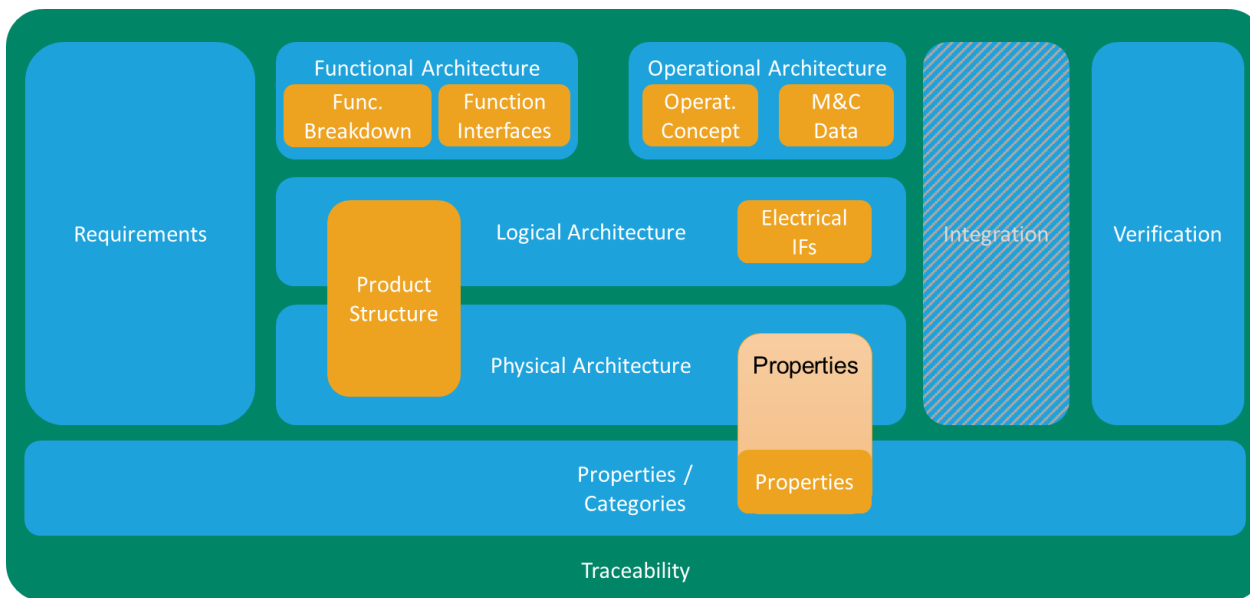 Functional Architecture
Func.
Breakdown
Function
Interfaces
Operational Architecture
Operat.
Concept
M&C
Data
Requirements
Logical Architecture
Electrical
IFs
Integration
Verification
Product
Structure
Physical Architecture
Properties
Properties /
Categories
Properties
Traceability